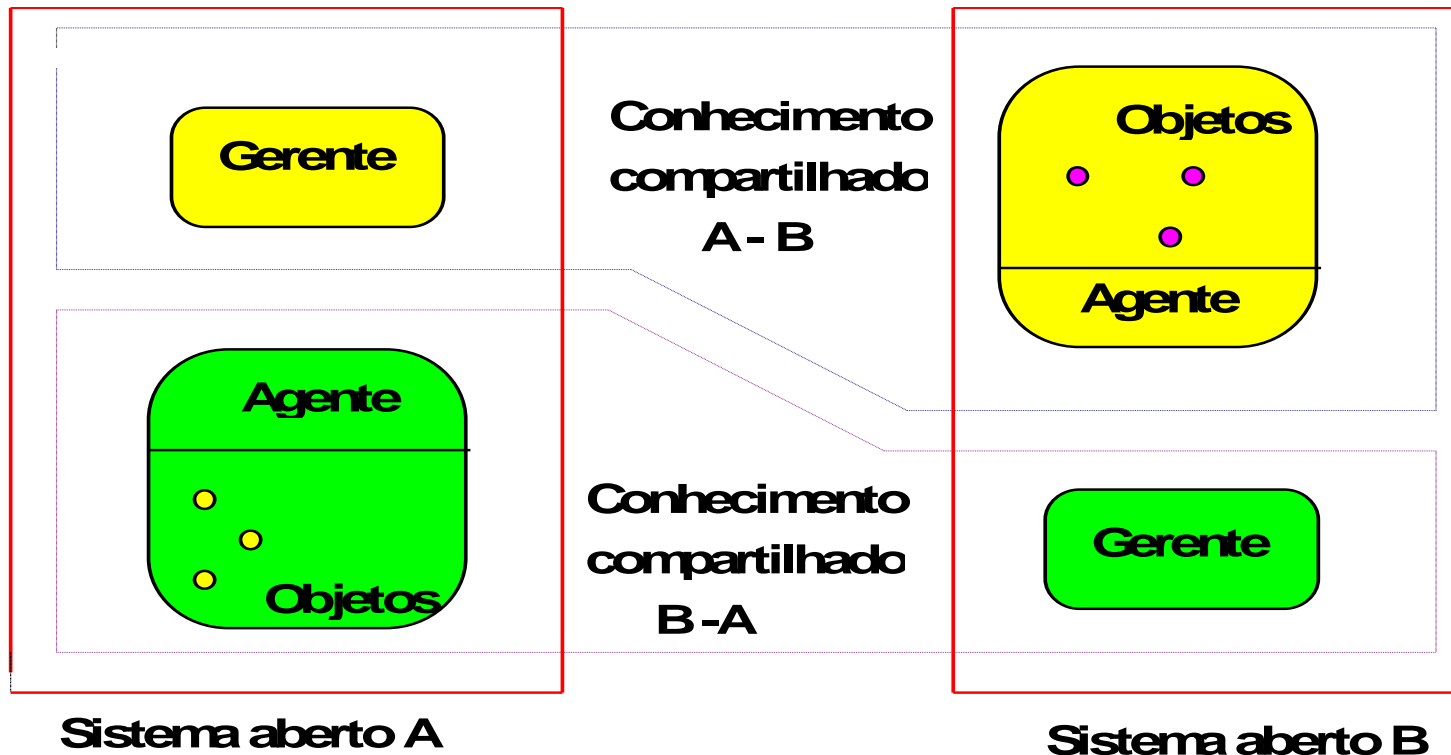 Gerente
Conhecimento
compartilhado
A - B
Objetos
Agente
Agente
Objetos
Conhecimento
compartilhado
B -A
Gerente
Sistema aberto A
Sistema aberto B